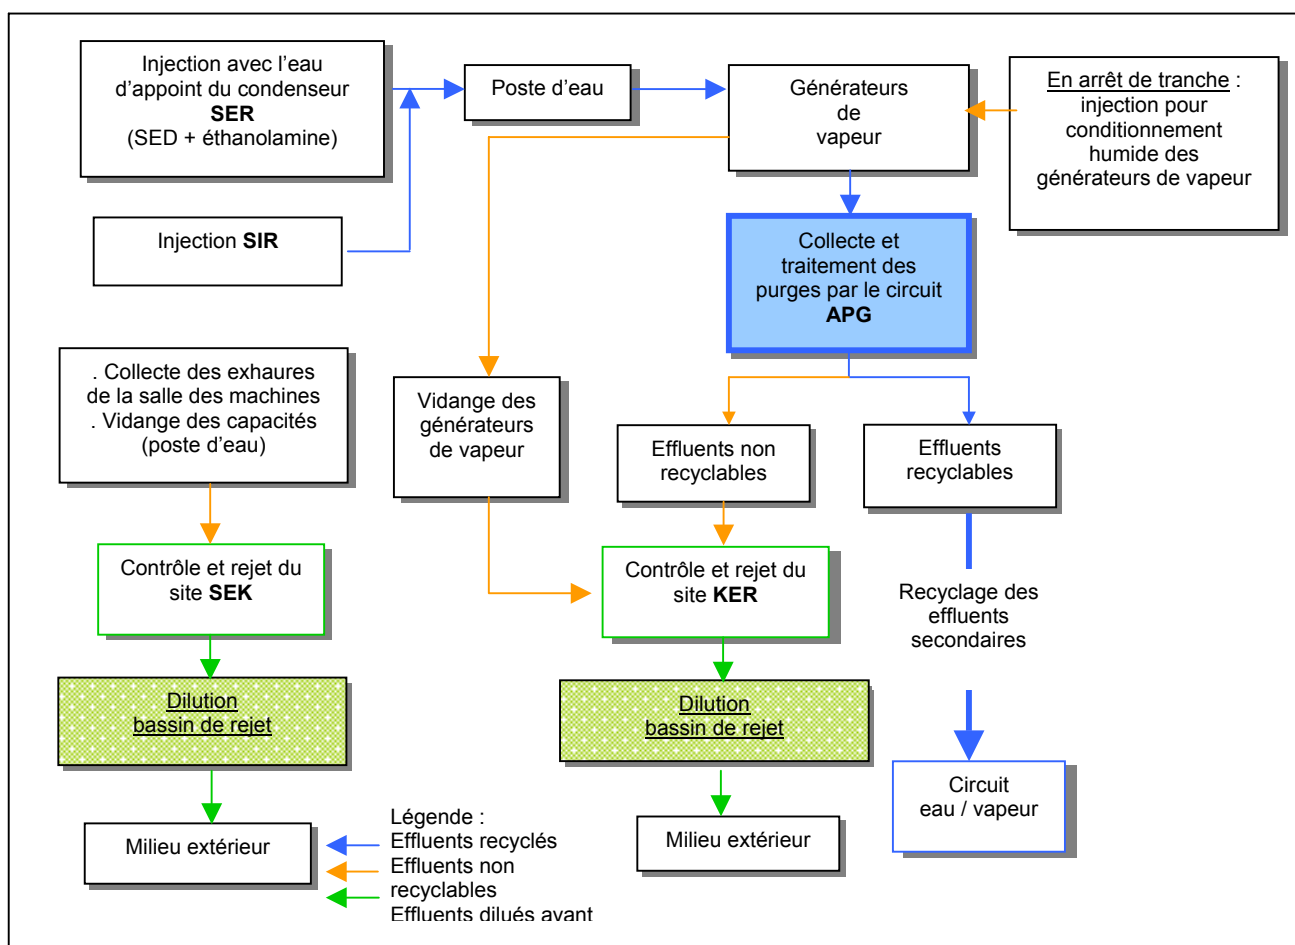 Injection avec l'eau
d'appoint du condenseur
SER
(SED + éthanolamine)
Poste d'eau
Générateurs
de
vapeur
En arrêt de tranche :
injection pour
conditionnement
humide des
générateurs de vapeur
Injection SIR
Collecte et
traitement des
purges par le circuit
APG
. Collecte des exhaures
de la salle des machines
. Vidange des capacités
(poste d'eau)
Vidange des
générateurs
de vapeur
Effluents non
recyclables
Effluents
recyclables
Contrôle et rejet du
site SEK
Contrôle et rejet du
site KER
Recyclage des
effluents
secondaires
Dilution
bassin de rejet
Dilution
bassin de rejet
Circuit
eau / vapeur
Milieu extérieur
Milieu extérieur
Légende :
Effluents recyclés
Effluents non
recyclables
Effluents dilués avant